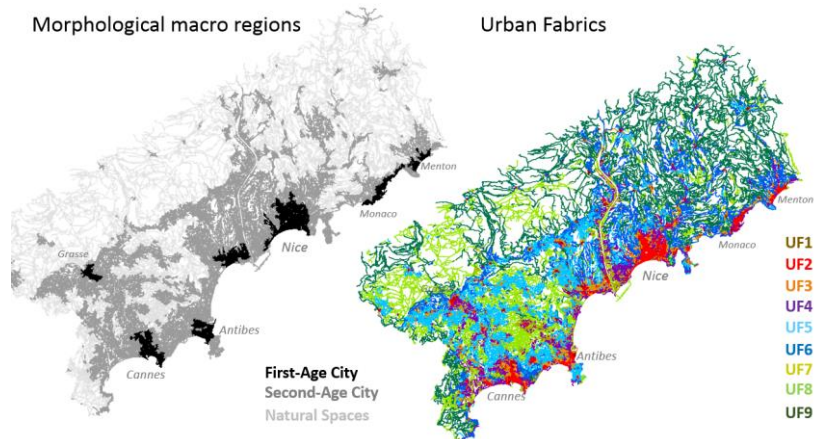 Morphological macro regions
Urban Fabrics
Menton
Monaco
Nice
Grasse
Antibes
Cannes
First-Age City
Second-Age City
Natural Spaces
Menton
Monaco
Nice
Antibes
Cannes
UF1
UF2
UF3
UF4
UF5
UF6
UF7
UF8
UF9